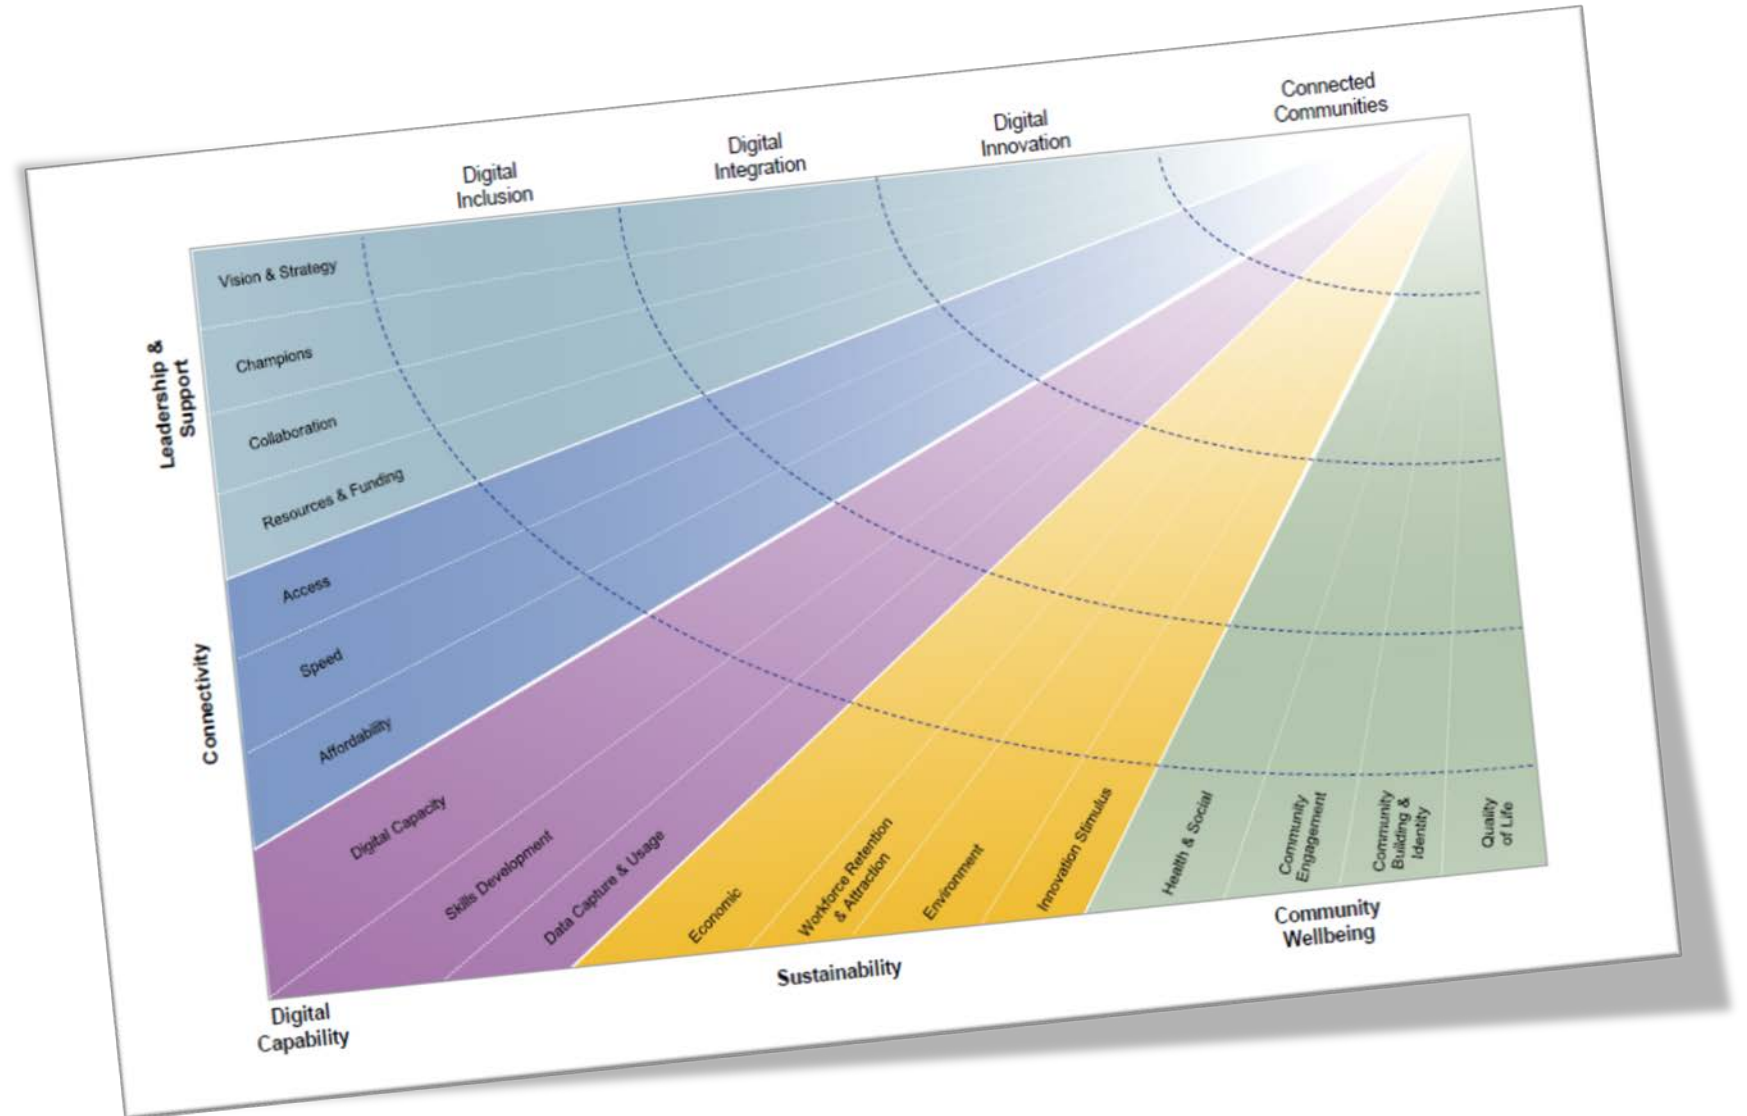 Digital
Inclusion
Digital
Integration
Digital
Innovation
Connected
Communities
Leadership &
Support
Vision & Strategy
Champions
Collaboration
Resources & Funding
Connectivity
Access
Speed
Affordability
Digital Capacity
Skills Development
Data Capture & Usage
Digital
Capability
Economic
Workforce Retention
& Attraction
Environment
Innovation Stimulus
Sustainability
Health & Social
Community
Engagement
Community
Building &
Identity
Quality
of Life
Community
Wellbeing